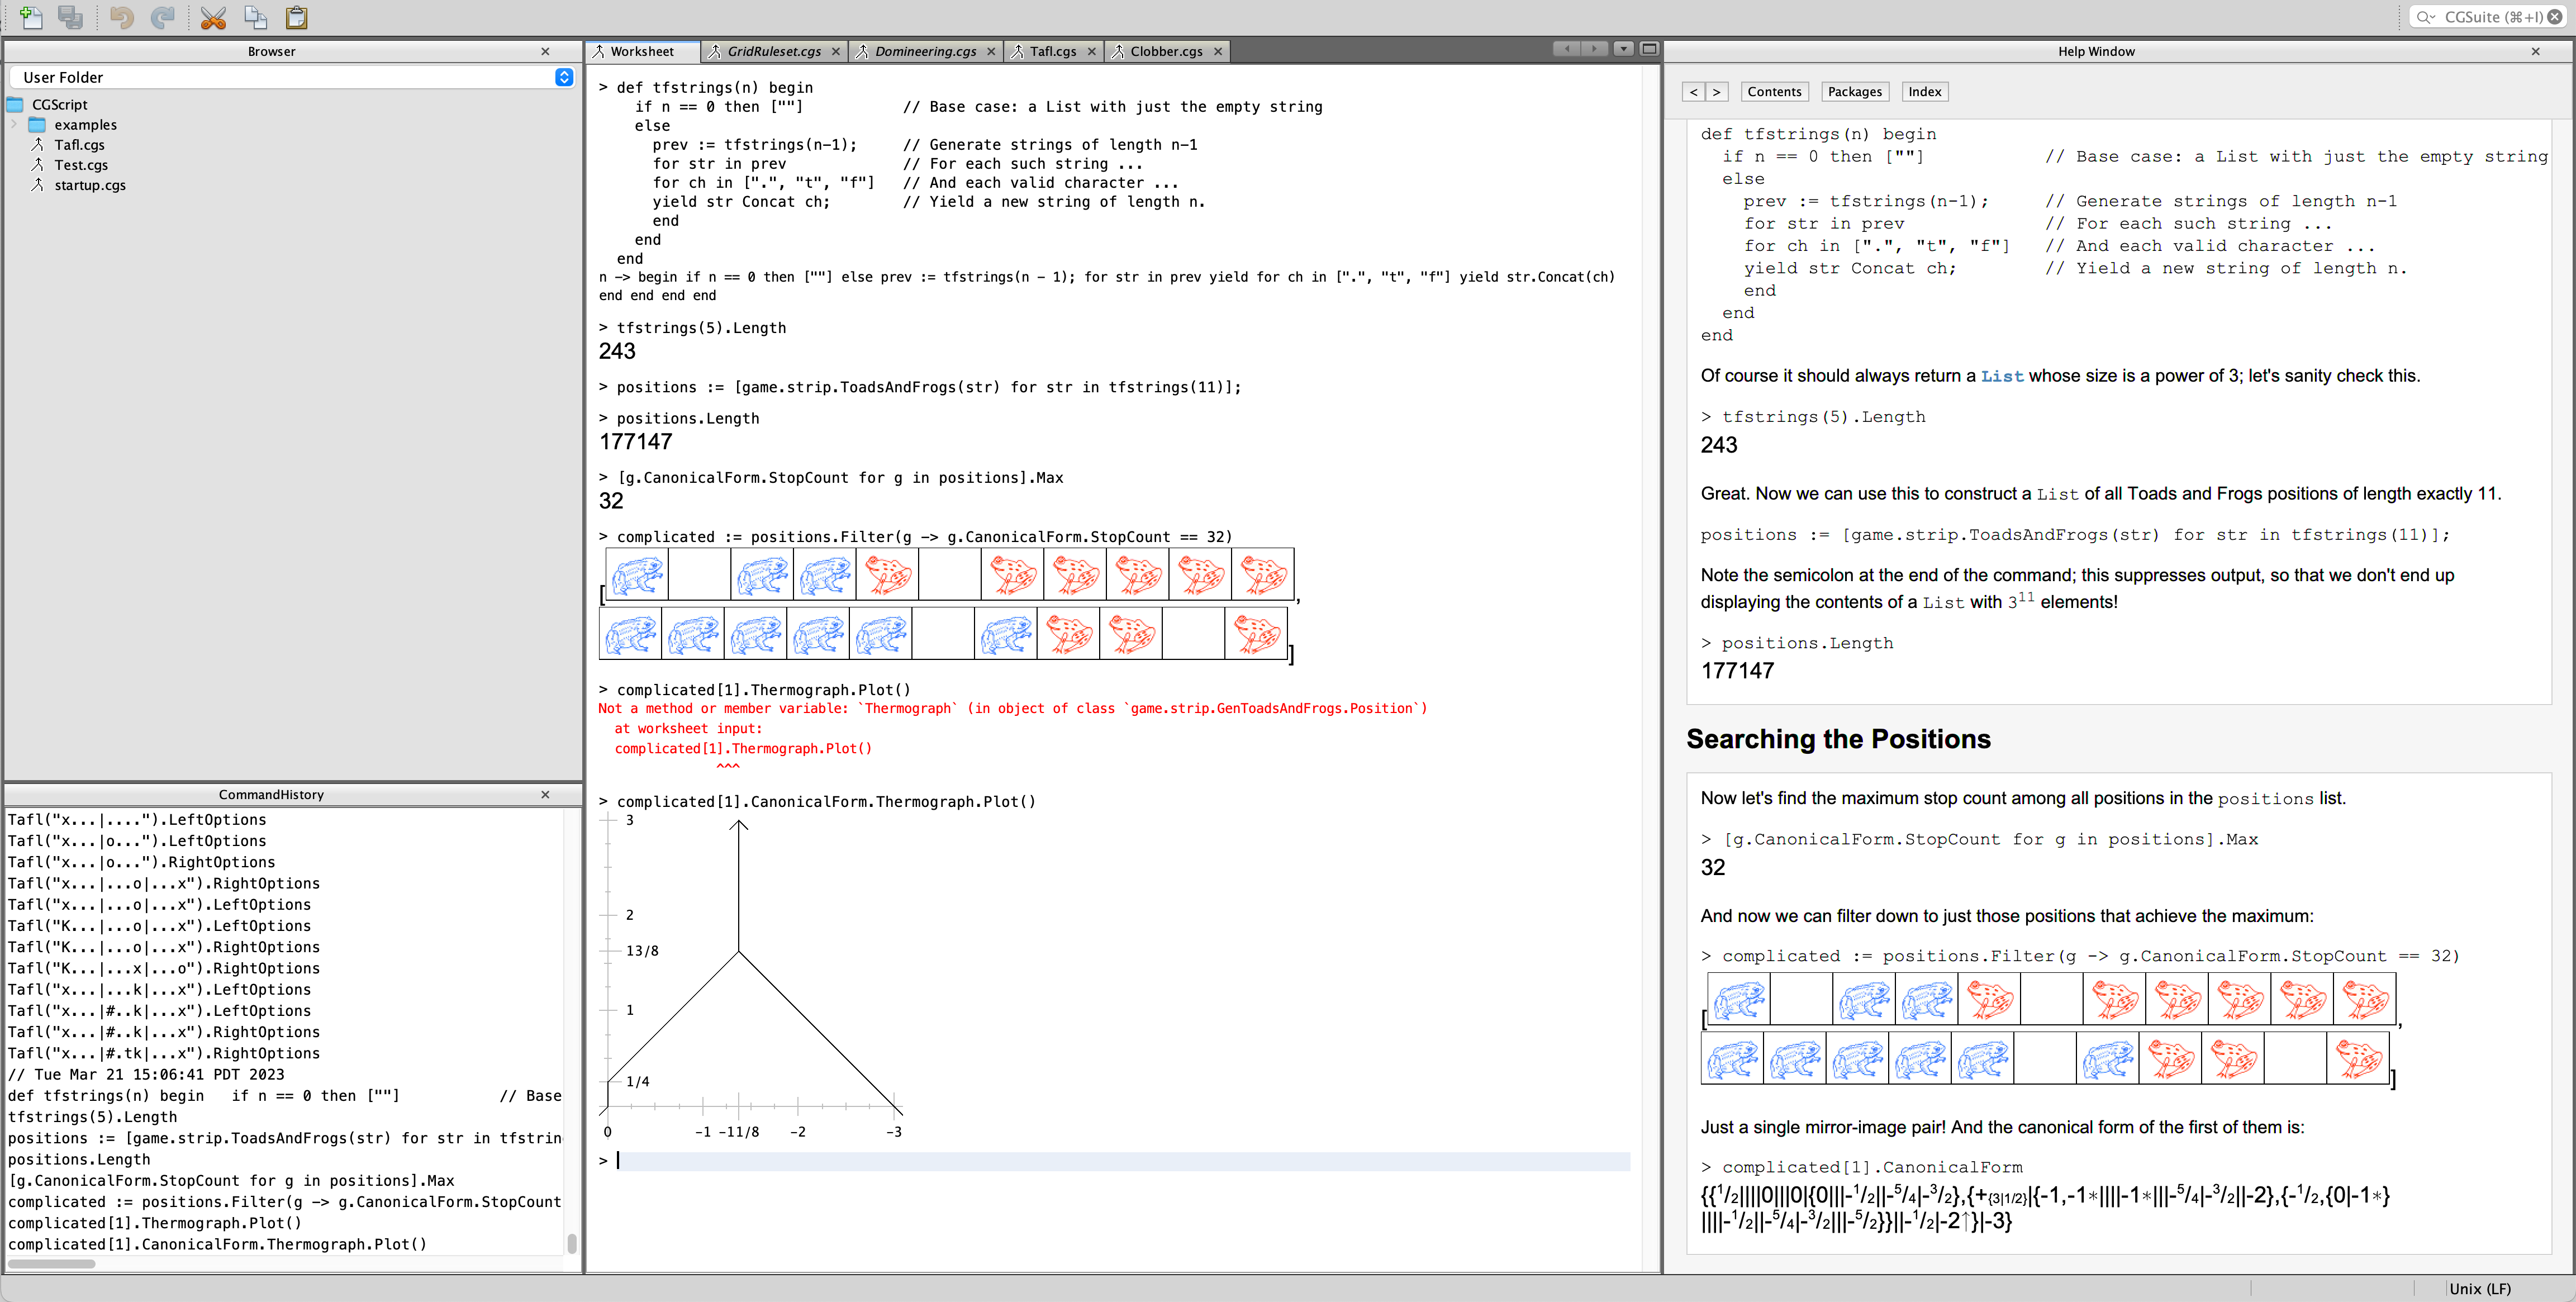 CGSuite (⌘+I)
Browser
User Folder
CGScript
examples
Tafl.cgs
Test.cgs
startup.cgs
CommandHistory
Tafl("x...|....").LeftOptions
Tafl("x...|o...").LeftOptions
Tafl("x...|o...").RightOptions
Tafl("x...|...o|...x").RightOptions
Tafl("x...|...o|...x").LeftOptions
Tafl("K...|...o|...x").LeftOptions
Tafl("K...|...o|...x").RightOptions
Tafl("K...|...x|...o").RightOptions
Tafl("x...|...k|...x").LeftOptions
Tafl("x...|#..k|...x").LeftOptions
Tafl("x...|#..k|...x").RightOptions
Tafl("x...|#.tk|...x").RightOptions
// Tue Mar 21 15:06:41 PDT 2023
def tfstrings(n) begin   if n == 0 then [""]           // Base
tfstrings(5).Length
positions := [game.strip.ToadsAndFrogs(str) for str in tfstrin
positions.Length
[g.CanonicalForm.StopCount for g in positions].Max
complicated := positions.Filter(g -> g.CanonicalForm.StopCount
complicated[1].Thermograph.Plot()
complicated[1].CanonicalForm.Thermograph.Plot()
Worksheet GridRuleset.cgs Domineering.cgs Tafl.cgs Clobber.cgs
> def tfstrings(n) begin
if n == 0 then [""]           // Base case: a List with just the empty string
else
prev := tfstrings(n-1);     // Generate strings of length n-1
for str in prev             // For each such string ...
for ch in [".", "t", "f"]   // And each valid character ...
yield str Concat ch;        // Yield a new string of length n.
end
end
end
n -> begin if n == 0 then [""] else prev := tfstrings(n - 1); for str in prev yield for ch in [".", "t", "f"] yield str.Concat(ch)
end end end end
> tfstrings(5).Length
243
> positions := [game.strip.ToadsAndFrogs(str) for str in tfstrings(11)];
> positions.Length
177147
> [g.CanonicalForm.StopCount for g in positions].Max
32
> complicated := positions.Filter(g -> g.CanonicalForm.StopCount == 32)
[ ,
]
> complicated[1].Thermograph.Plot()
Not a method or member variable: `Thermograph` (in object of class `game.strip.GenToadsAndFrogs.Position`)
at worksheet input:
complicated[1].Thermograph.Plot()
^^^
> complicated[1].CanonicalForm.Thermograph.Plot()
3
2
13/8
1
1/4
0 -1 -11/8 -2 -3
>
Help Window
< > Contents Packages Index
def tfstrings(n) begin
if n == 0 then [""]           // Base case: a List with just the empty string
else
prev := tfstrings(n-1);     // Generate strings of length n-1
for str in prev             // For each such string ...
for ch in [".", "t", "f"]   // And each valid character ...
yield str Concat ch;        // Yield a new string of length n.
end
end
end
Of course it should always return a List whose size is a power of 3; let's sanity check this.
> tfstrings(5).Length
243
Great. Now we can use this to construct a List of all Toads and Frogs positions of length exactly 11.
positions := [game.strip.ToadsAndFrogs(str) for str in tfstrings(11)];
Note the semicolon at the end of the command; this suppresses output, so that we don't end up
displaying the contents of a List with 3¹¹ elements!
> positions.Length
177147
Searching the Positions
Now let's find the maximum stop count among all positions in the positions list.
> [g.CanonicalForm.StopCount for g in positions].Max
32
And now we can filter down to just those positions that achieve the maximum:
> complicated := positions.Filter(g -> g.CanonicalForm.StopCount == 32)
[ ,
]
Just a single mirror-image pair! And the canonical form of the first of them is:
> complicated[1].CanonicalForm
{{1/2||||0|||0|{0|||-1/2||-5/4|-3/2},{+{3|1/2}|{-1,-1*||||-1*|||-5/4|-3/2||-2},{-1/2,{0|-1*}
||||-1/2||-5/4|-3/2|||-5/2}}||-1/2|-2↑}|-3}
Unix (LF)